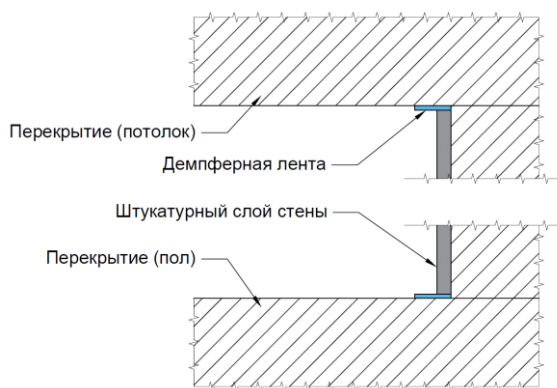 Перекрытие (потолок)
Демпферная лента
Штукатурный слой стены
Перекрытие (пол)